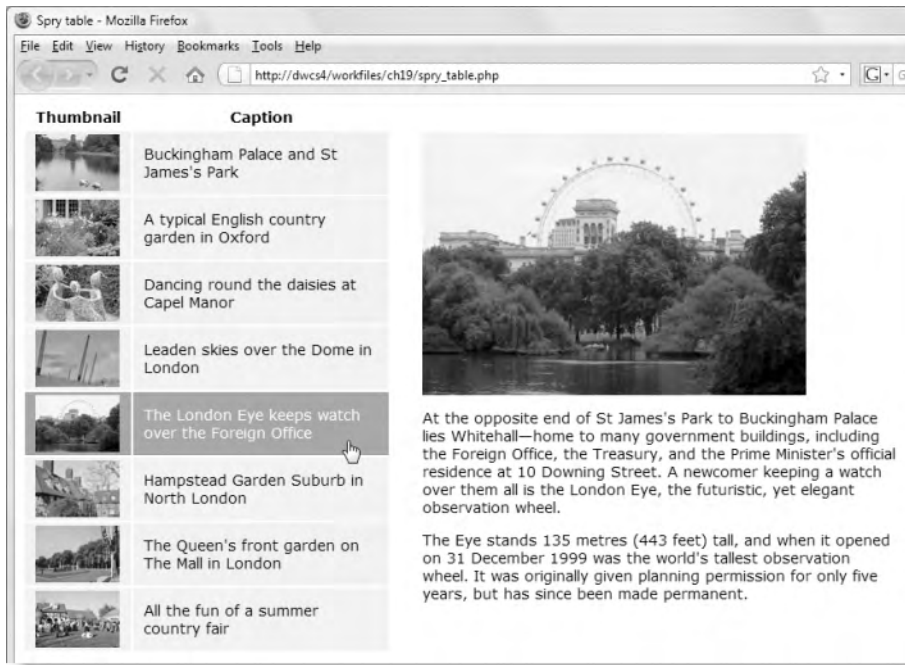 Spry table - Mozilla Firefox
File Edit View History Bookmarks Tools Help
http://dwcs4/workfiles/ch19/spry_table.php
G
Thumbnail Caption
Buckingham Palace and St
James's Park
A typical English country
garden in Oxford
Dancing round the daisies at
Capel Manor
Leaden skies over the Dome in
London
The London Eye keeps watch
over the Foreign Office
Hampstead Garden Suburb in
North London
The Queen's front garden on
The Mall in London
All the fun of a summer
country fair
At the opposite end of St James's Park to Buckingham Palace
lies Whitehall—home to many government buildings, including
the Foreign Office, the Treasury, and the Prime Minister's official
residence at 10 Downing Street. A newcomer keeping a watch
over them all is the London Eye, the futuristic, yet elegant
observation wheel.
The Eye stands 135 metres (443 feet) tall, and when it opened
on 31 December 1999 was the world's tallest observation
wheel. It was originally given planning permission for only five
years, but has since been made permanent.